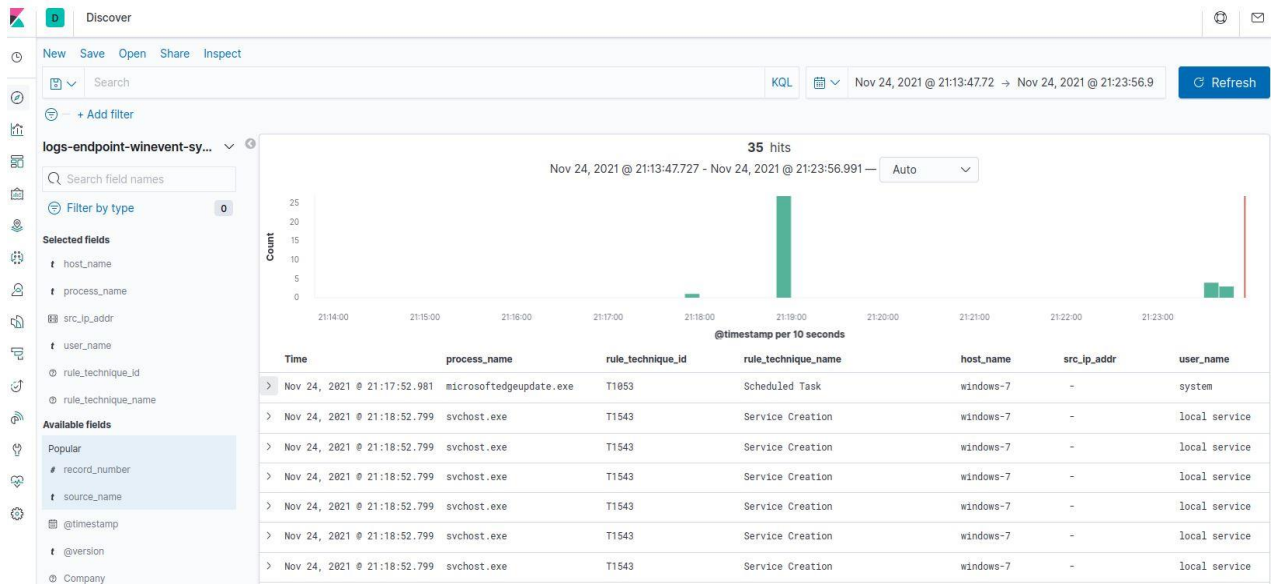 D Discover
New Save Open Share Inspect
Search KQL Nov 24, 2021 @ 21:13:47.72 → Nov 24, 2021 @ 21:23:56.9 Refresh
+ Add filter
logs-endpoint-winevent-sy...
Search field names
Filter by type 0
Selected fields
t host_name
t process_name
src_ip_addr
t user_name
rule_technique_id
rule_technique_name
Available fields
Popular
# record_number
t source_name
@timestamp
t @version
Company
35 hits
Nov 24, 2021 @ 21:13:47.727 - Nov 24, 2021 @ 21:23:56.991 — Auto
Count
25
20
15
10
5
0
21:14:00 21:15:00 21:16:00 21:17:00 21:18:00 21:19:00 21:20:00 21:21:00 21:22:00 21:23:00
@timestamp per 10 seconds
Time process_name rule_technique_id rule_technique_name host_name src_ip_addr user_name
> Nov 24, 2021 @ 21:17:52.981 microsoftedgeupdate.exe T1053 Scheduled Task windows-7 - system
> Nov 24, 2021 @ 21:18:52.799 svchost.exe T1543 Service Creation windows-7 - local service
> Nov 24, 2021 @ 21:18:52.799 svchost.exe T1543 Service Creation windows-7 - local service
> Nov 24, 2021 @ 21:18:52.799 svchost.exe T1543 Service Creation windows-7 - local service
> Nov 24, 2021 @ 21:18:52.799 svchost.exe T1543 Service Creation windows-7 - local service
> Nov 24, 2021 @ 21:18:52.799 svchost.exe T1543 Service Creation windows-7 - local service
> Nov 24, 2021 @ 21:18:52.799 svchost.exe T1543 Service Creation windows-7 - local service